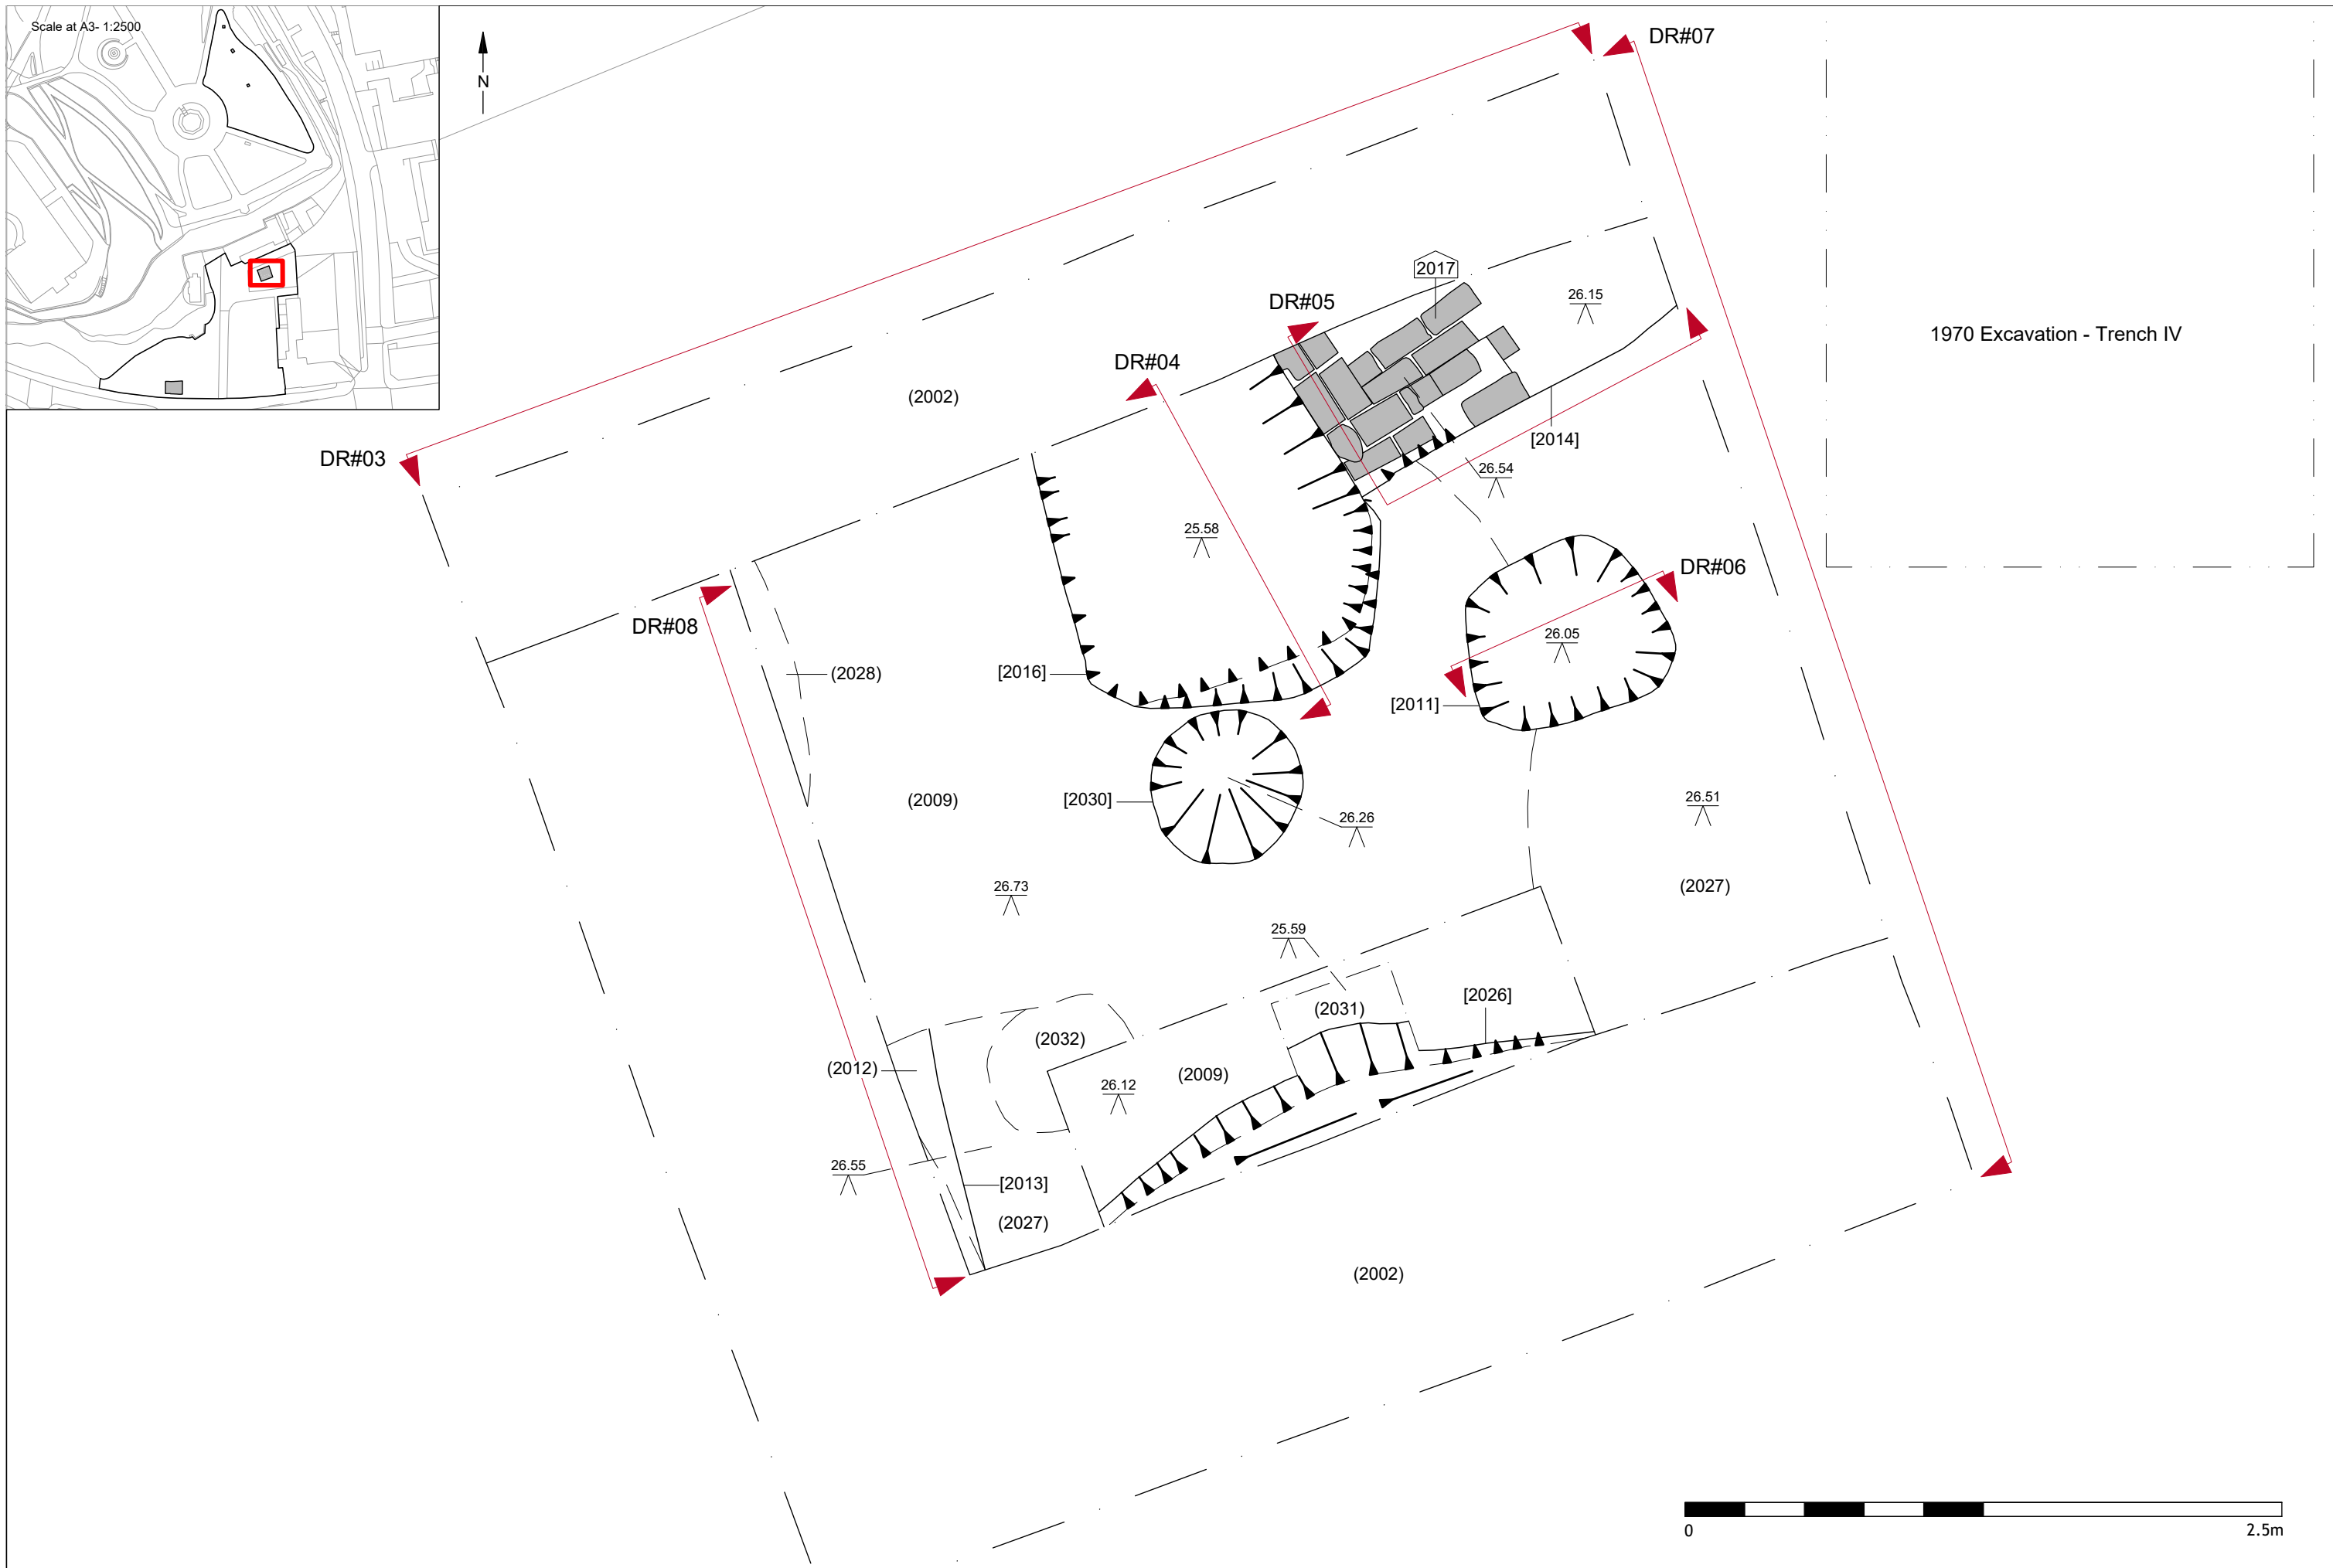 Scale at A3- 1:2500
N
DR#07
2017
DR#05
26.15
1970 Excavation - Trench IV
DR#04
(2002)
[2014]
DR#03
26.54
25.58
DR#06
DR#08
26.05
(2028)
[2016]
[2011]
(2009)
[2030]
26.51
26.26
26.73
(2027)
25.59
[2026]
(2031)
(2032)
(2012)
(2009)
26.12
26.55
[2013]
(2027)
(2002)
0 2.5m